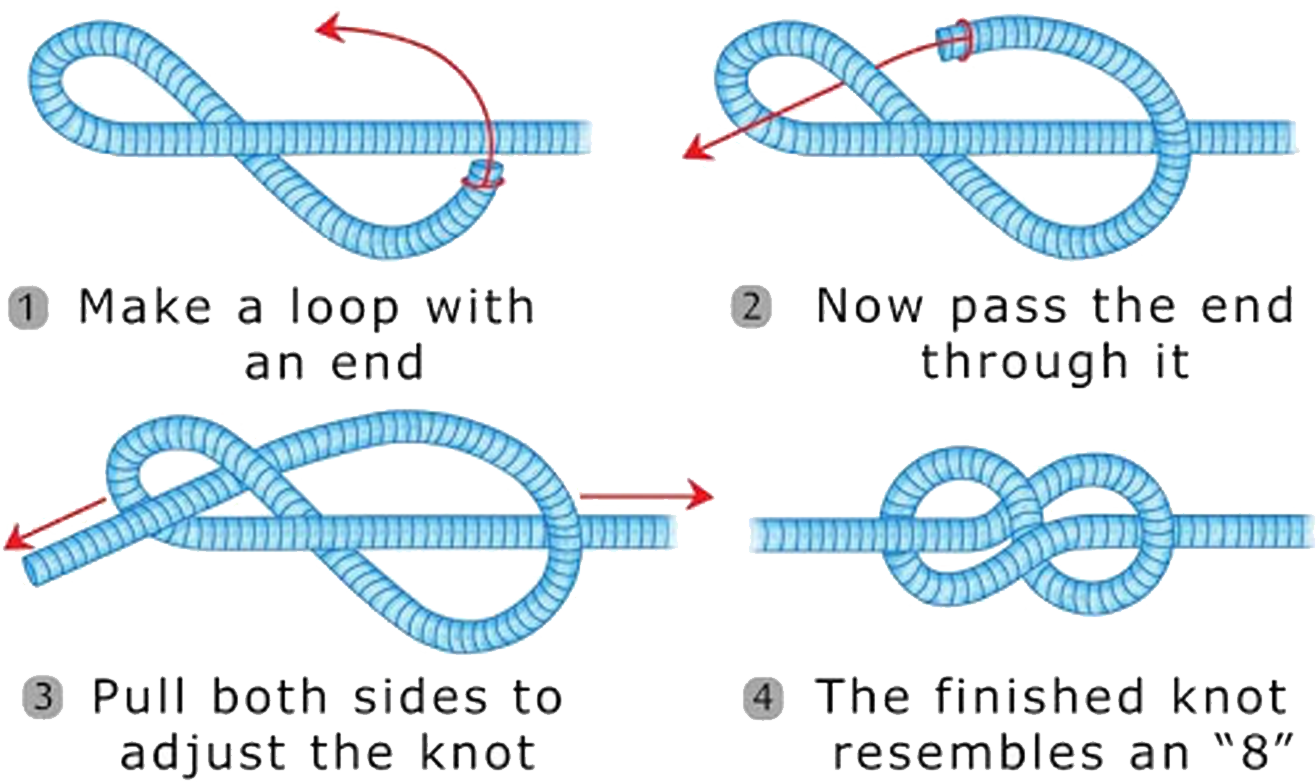 1 Make a loop with
an end
2 Now pass the end
through it
3 Pull both sides to
adjust the knot
4 The finished knot
resembles an “8”